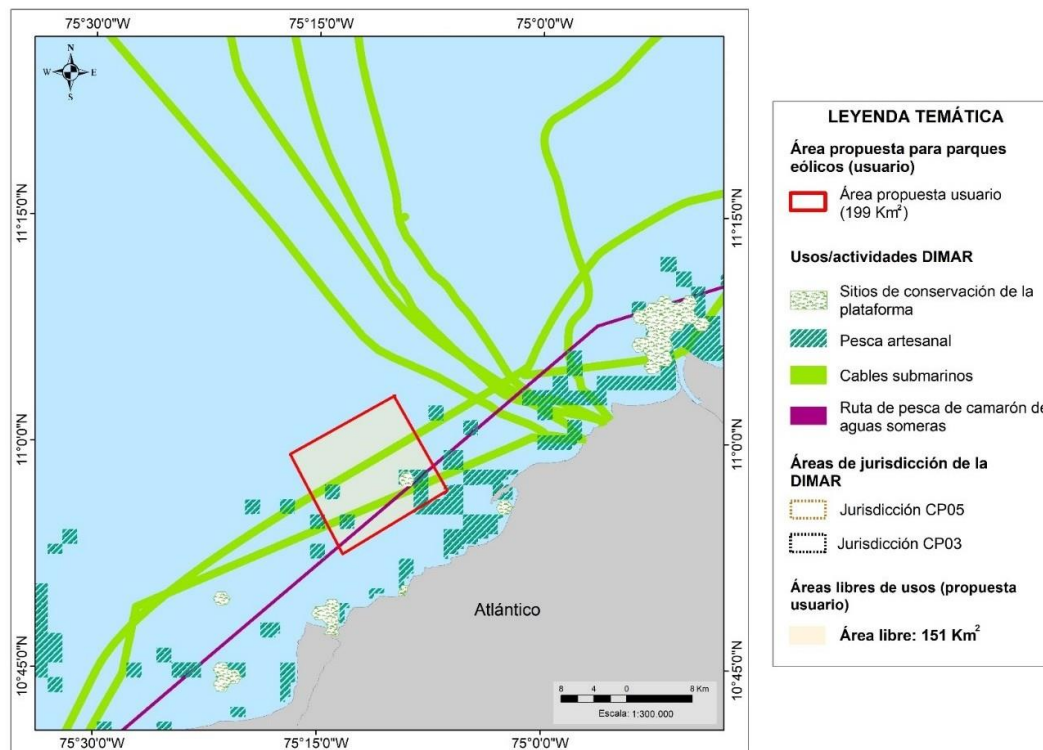 75°30'0"W
75°15'0"W
75°0'0"W
N
W E
S
11°15'0"N
11°15'0"N
11°0'0"N
11°0'0"N
10°45'0"N
10°45'0"N
Atlántico
8 4 0 8 Km
Escala: 1:300.000
75°30'0"W
75°15'0"W
75°0'0"W
LEYENDA TEMÁTICA
Área propuesta para parques
eólicos (usuario)
Área propuesta usuario
(199 Km²)
Usos/actividades DIMAR
Sitios de conservación de la
plataforma
Pesca artesanal
Cables submarinos
Ruta de pesca de camarón de
aguas someras
Áreas de jurisdicción de la
DIMAR
Jurisdicción CP05
Jurisdicción CP03
Áreas libres de usos (propuesta
usuario)
Área libre: 151 Km²